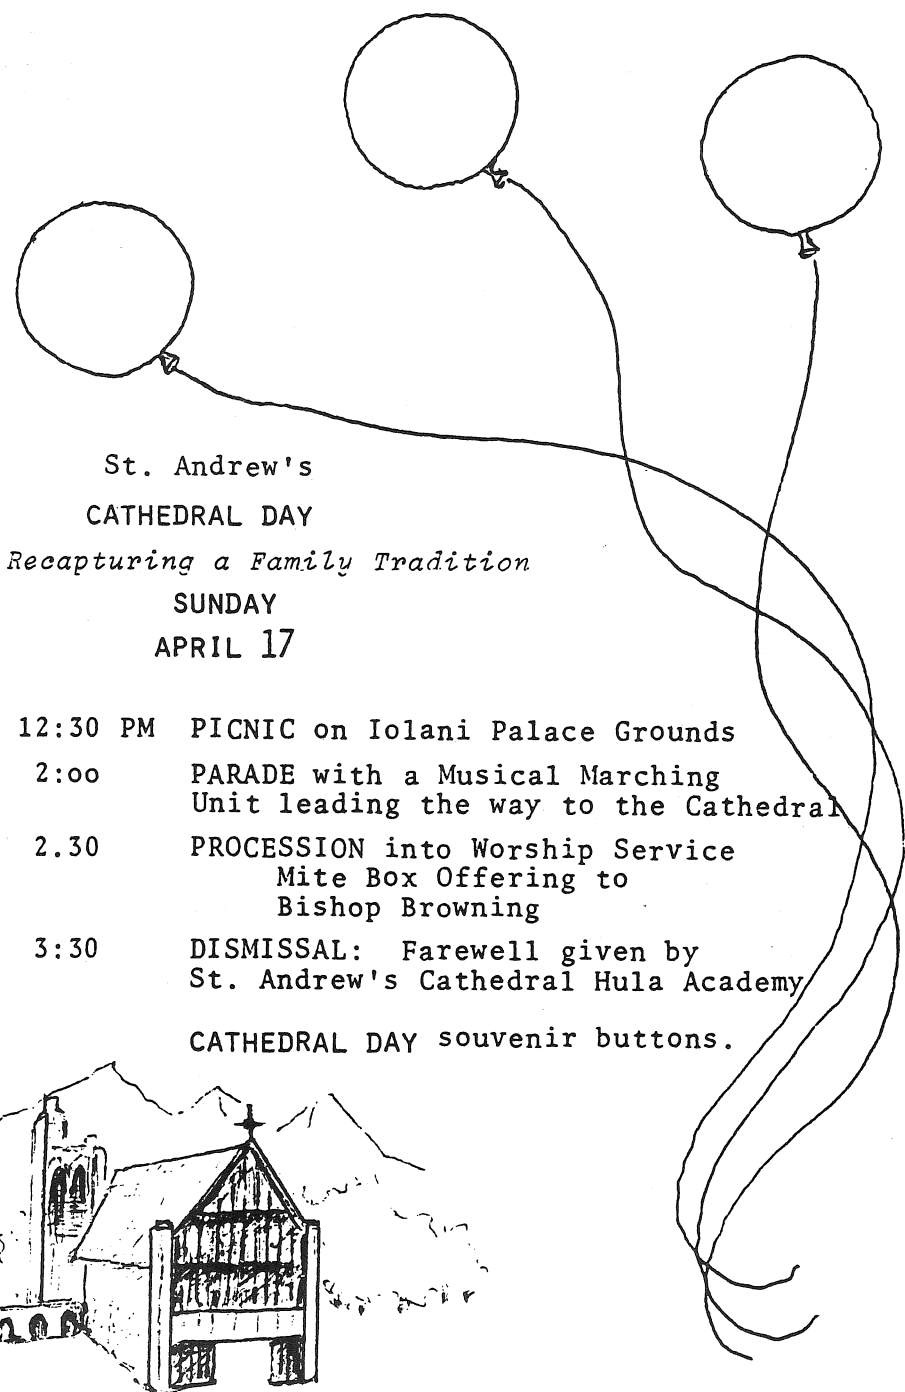 St. Andrew's
CATHEDRAL DAY
Recapturing a Family Tradition
SUNDAY
APRIL 17
12:30 PM PICNIC on Iolani Palace Grounds
2:oo PARADE with a Musical Marching
Unit leading the way to the Cathedral
2.30 PROCESSION into Worship Service
Mite Box Offering to
Bishop Browning
3:30 DISMISSAL: Farewell given by
St. Andrew's Cathedral Hula Academy
CATHEDRAL DAY souvenir buttons.